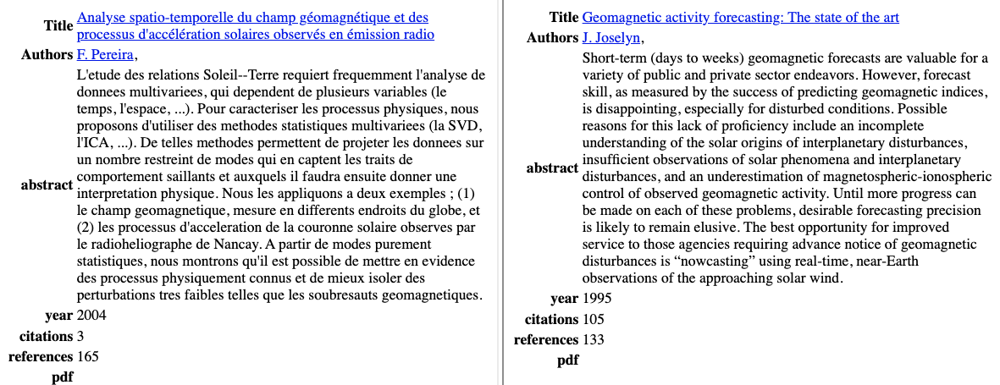 Title Analyse spatio-temporelle du champ géomagnétique et des
processus d'accélération solaires observés en émission radio
Authors F. Pereira,
L'etude des relations Soleil--Terre requiert frequemment l'analyse de
donnees multivariees, qui dependent de plusieurs variables (le
temps, l'espace, ...). Pour caracteriser les processus physiques, nous
proposons d'utiliser des methodes statistiques multivariees (la SVD,
l'ICA, ...). De telles methodes permettent de projeter les donnees sur
un nombre restreint de modes qui en captent les traits de
comportement saillants et auxquels il faudra ensuite donner une
abstract interpretation physique. Nous les appliquons a deux exemples ; (1)
le champ geomagnetique, mesure en differents endroits du globe, et
(2) les processus d'acceleration de la couronne solaire observes par
le radioheliographe de Nancay. A partir de modes purement
statistiques, nous montrons qu'il est possible de mettre en evidence
des processus physiquement connus et de mieux isoler des
perturbations tres faibles telles que les soubresauts geomagnetiques.
year 2004
citations 3
references 165
pdf
Title Geomagnetic activity forecasting: The state of the art
Authors J. Joselyn,
Short-term (days to weeks) geomagnetic forecasts are valuable for a
variety of public and private sector endeavors. However, forecast
skill, as measured by the success of predicting geomagnetic indices,
is disappointing, especially for disturbed conditions. Possible
reasons for this lack of proficiency include an incomplete
understanding of the solar origins of interplanetary disturbances,
abstract insufficient observations of solar phenomena and interplanetary
disturbances, and an underestimation of magnetospheric-ionospheric
control of observed geomagnetic activity. Until more progress can
be made on each of these problems, desirable forecasting precision
is likely to remain elusive. The best opportunity for improved
service to those agencies requiring advance notice of geomagnetic
disturbances is “nowcasting” using real-time, near-Earth
observations of the approaching solar wind.
year 1995
citations 105
references 133
pdf